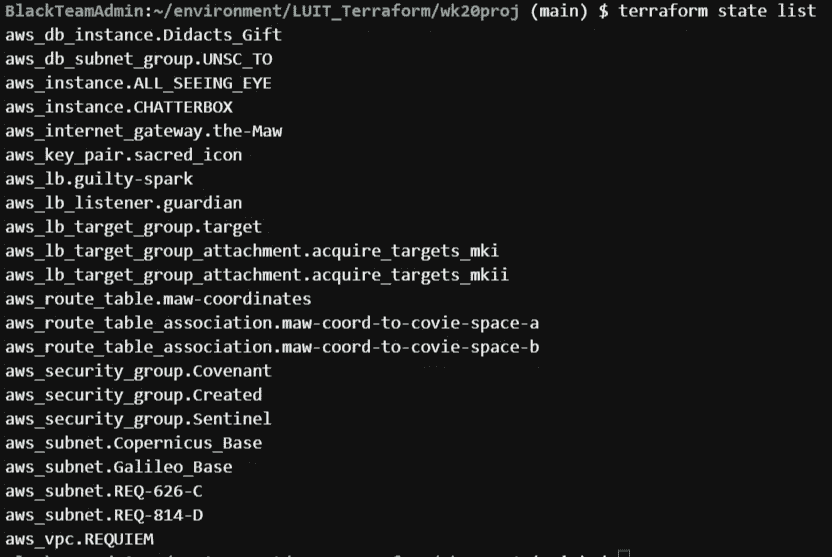 BlackTeamAdmin:~/environment/LUIT_Terraform/wk20proj (main) $ terraform state list
aws_db_instance.Didacts_Gift
aws_db_subnet_group.UNSC_TO
aws_instance.ALL_SEEING_EYE
aws_instance.CHATTERBOX
aws_internet_gateway.the-Maw
aws_key_pair.sacred_icon
aws_lb.guilty-spark
aws_lb_listener.guardian
aws_lb_target_group.target
aws_lb_target_group_attachment.acquire_targets_mki
aws_lb_target_group_attachment.acquire_targets_mkii
aws_route_table.maw-coordinates
aws_route_table_association.maw-coord-to-covie-space-a
aws_route_table_association.maw-coord-to-covie-space-b
aws_security_group.Covenant
aws_security_group.Created
aws_security_group.Sentinel
aws_subnet.Copernicus_Base
aws_subnet.Galileo_Base
aws_subnet.REQ-626-C
aws_subnet.REQ-814-D
aws_vpc.REQUIEM